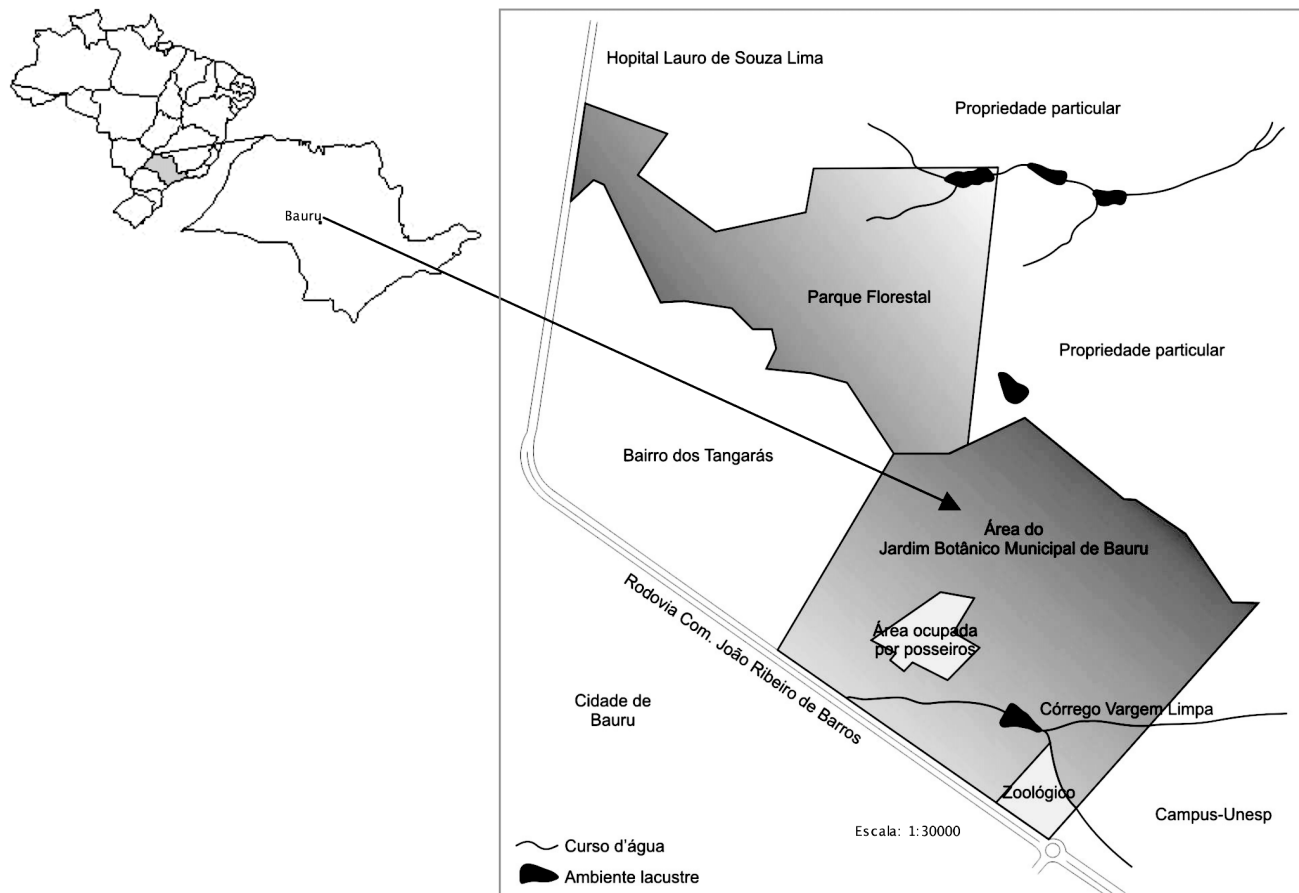 Hopital Lauro de Souza Lima
Propriedade particular
Bauru
Parque Florestal
Propriedade particular
Bairro dos Tangarás
Área do
Jardim Botânico Municipal de Bauru
Rodovia Com. João Ribeiro de Barros
Área ocupada
por posseiros
Cidade de
Bauru
Córrego Vargem Limpa
Zoológico
Campus-Unesp
Escala: 1:30000
Curso d'água
Ambiente lacustre